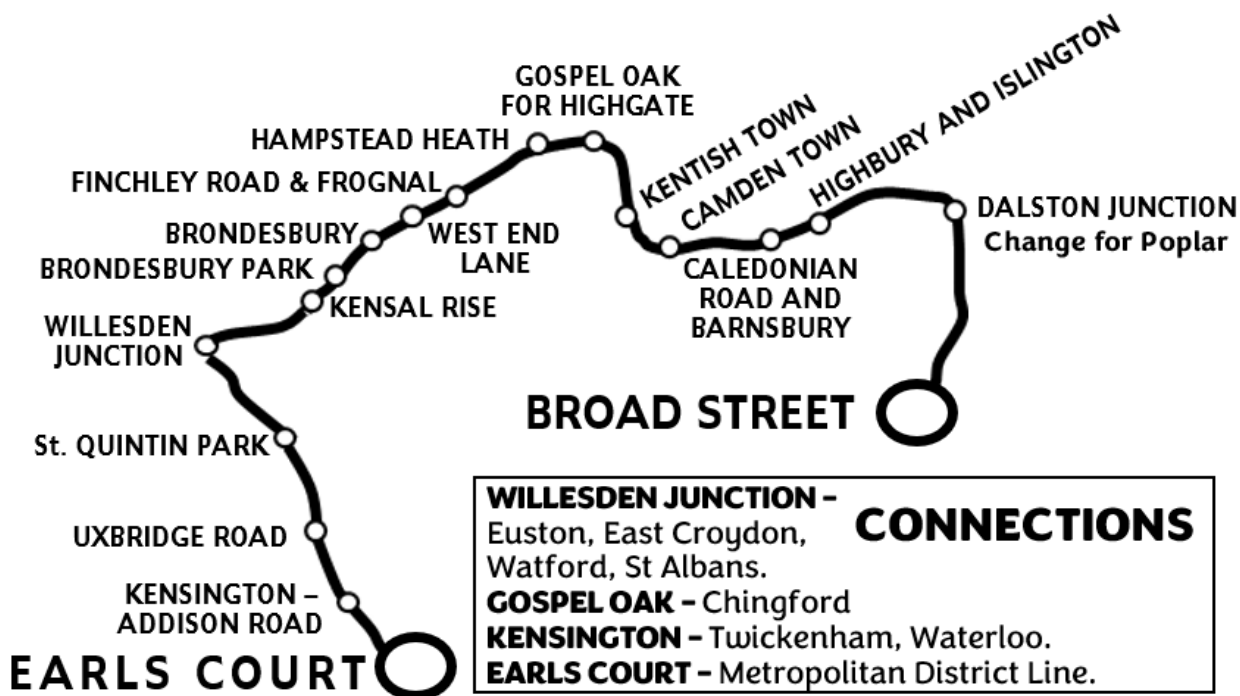 GOSPEL OAK
FOR HIGHGATE
HAMPSTEAD HEATH
KENTISH TOWN
CAMDEN TOWN
HIGHBURY AND ISLINGTON
FINCHLEY ROAD & FROGNAL
DALSTON JUNCTION
Change for Poplar
BRONDESBURY
WEST END
LANE
BRONDESBURY PARK
CALEDONIAN
ROAD AND
BARNSBURY
KENSAL RISE
WILLESDEN
JUNCTION
BROAD STREET
St. QUINTIN PARK
UXBRIDGE ROAD
KENSINGTON –
ADDISON ROAD
EARLS COURT
CONNECTIONS
WILLESDEN JUNCTION –
Euston, East Croydon,
Watford, St Albans.
GOSPEL OAK – Chingford
KENSINGTON – Twickenham, Waterloo.
EARLS COURT – Metropolitan District Line.